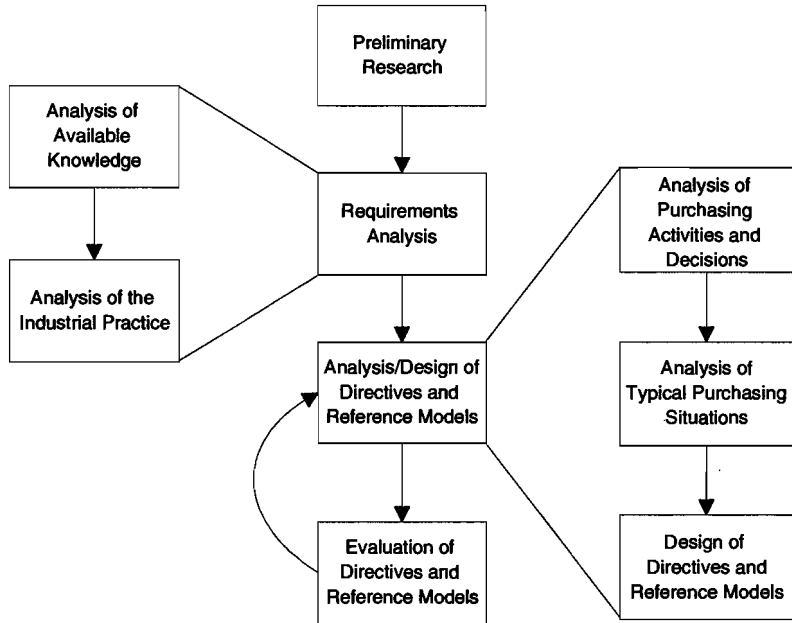 Preliminary
Research
Analysis of
Available
Knowledge
Requirements
Analysis
Analysis of
Purchasing
Activities and
Decisions
Analysis of the
Industrial Practice
Analysis/Design of
Directives and
Reference Models
Analysis of
Typical Purchasing
Situations
Evaluation of
Directives and
Reference Models
Design of
Directives and
Reference Models